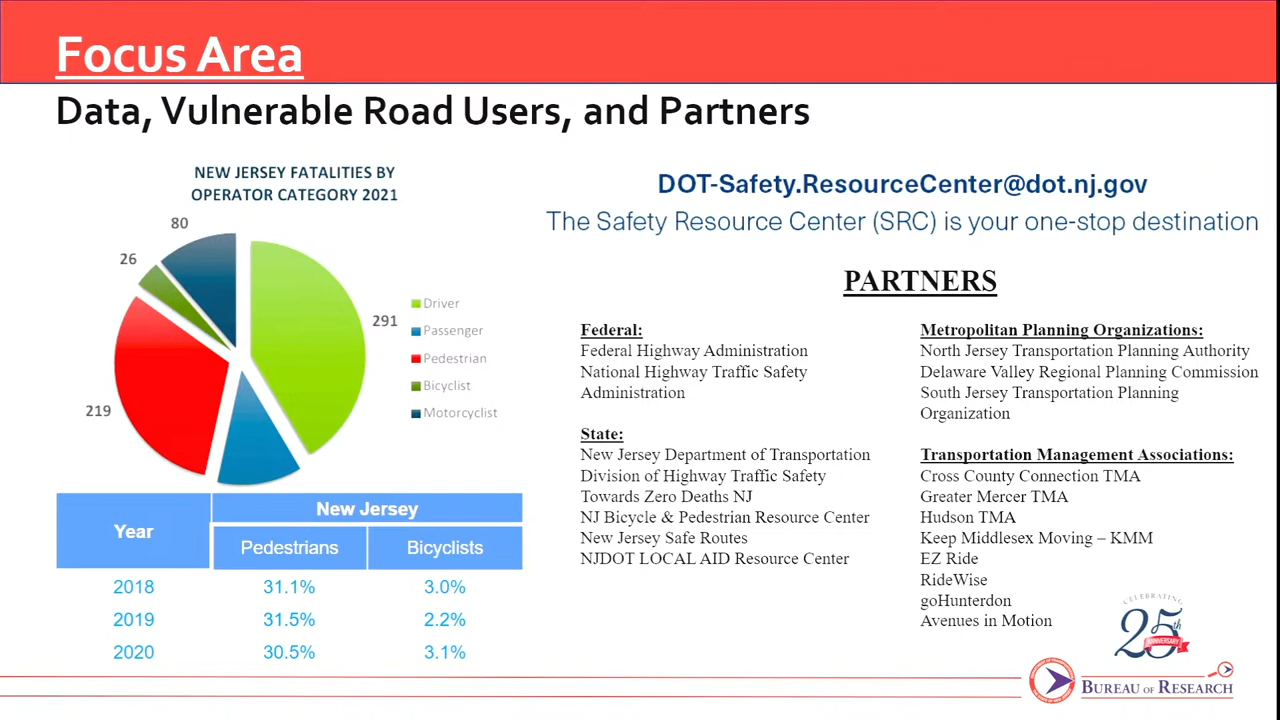 Focus Area
Data, Vulnerable Road Users, and Partners
NEW JERSEY FATALITIES BY
OPERATOR CATEGORY 2021
80
26
291
219
Driver
Passenger
Pedestrian
Bicyclist
Motorcyclist
Year
New Jersey
Pedestrians Bicyclists
2018 31.1% 3.0%
2019 31.5% 2.2%
2020 30.5% 3.1%
DOT-Safety.ResourceCenter@dot.nj.gov
The Safety Resource Center (SRC) is your one-stop destination
PARTNERS
Federal:
Federal Highway Administration
National Highway Traffic Safety
Administration
State:
New Jersey Department of Transportation
Division of Highway Traffic Safety
Towards Zero Deaths NJ
NJ Bicycle & Pedestrian Resource Center
New Jersey Safe Routes
NJDOT LOCAL AID Resource Center
Metropolitan Planning Organizations:
North Jersey Transportation Planning Authority
Delaware Valley Regional Planning Commission
South Jersey Transportation Planning
Organization
Transportation Management Associations:
Cross County Connection TMA
Greater Mercer TMA
Hudson TMA
Keep Middlesex Moving – KMM
EZ Ride
RideWise
goHunterdon
Avenues in Motion
CELEBRATING
25th
ANNIVERSARY
BUREAU OF RESEARCH